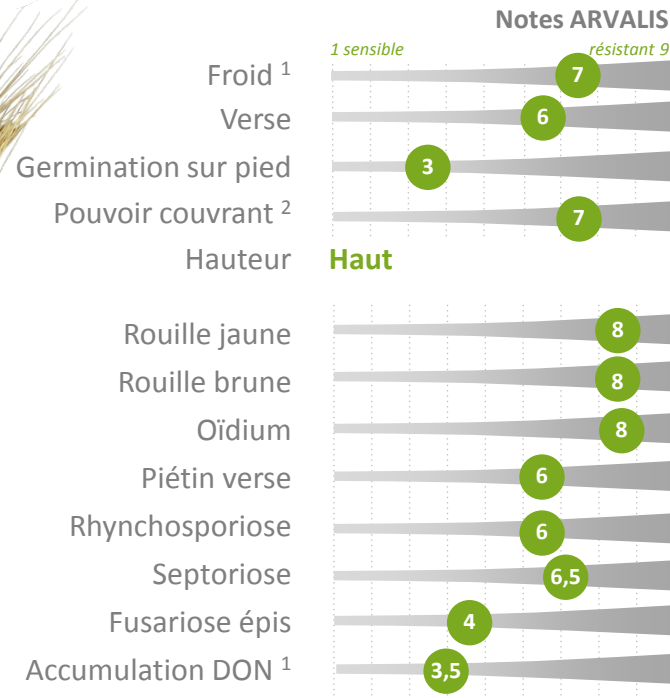 Notes ARVALIS
1 sensible résistant 9
Froid ¹ 7
Verse 6
Germination sur pied 3
Pouvoir couvrant ² 7
Hauteur Haut
Rouille jaune 8
Rouille brune 8
Oïdium 8
Piétin verse 6
Rhynchosporiose 6
Septoriose 6,5
Fusariose épis 4
Accumulation DON ¹ 3,5